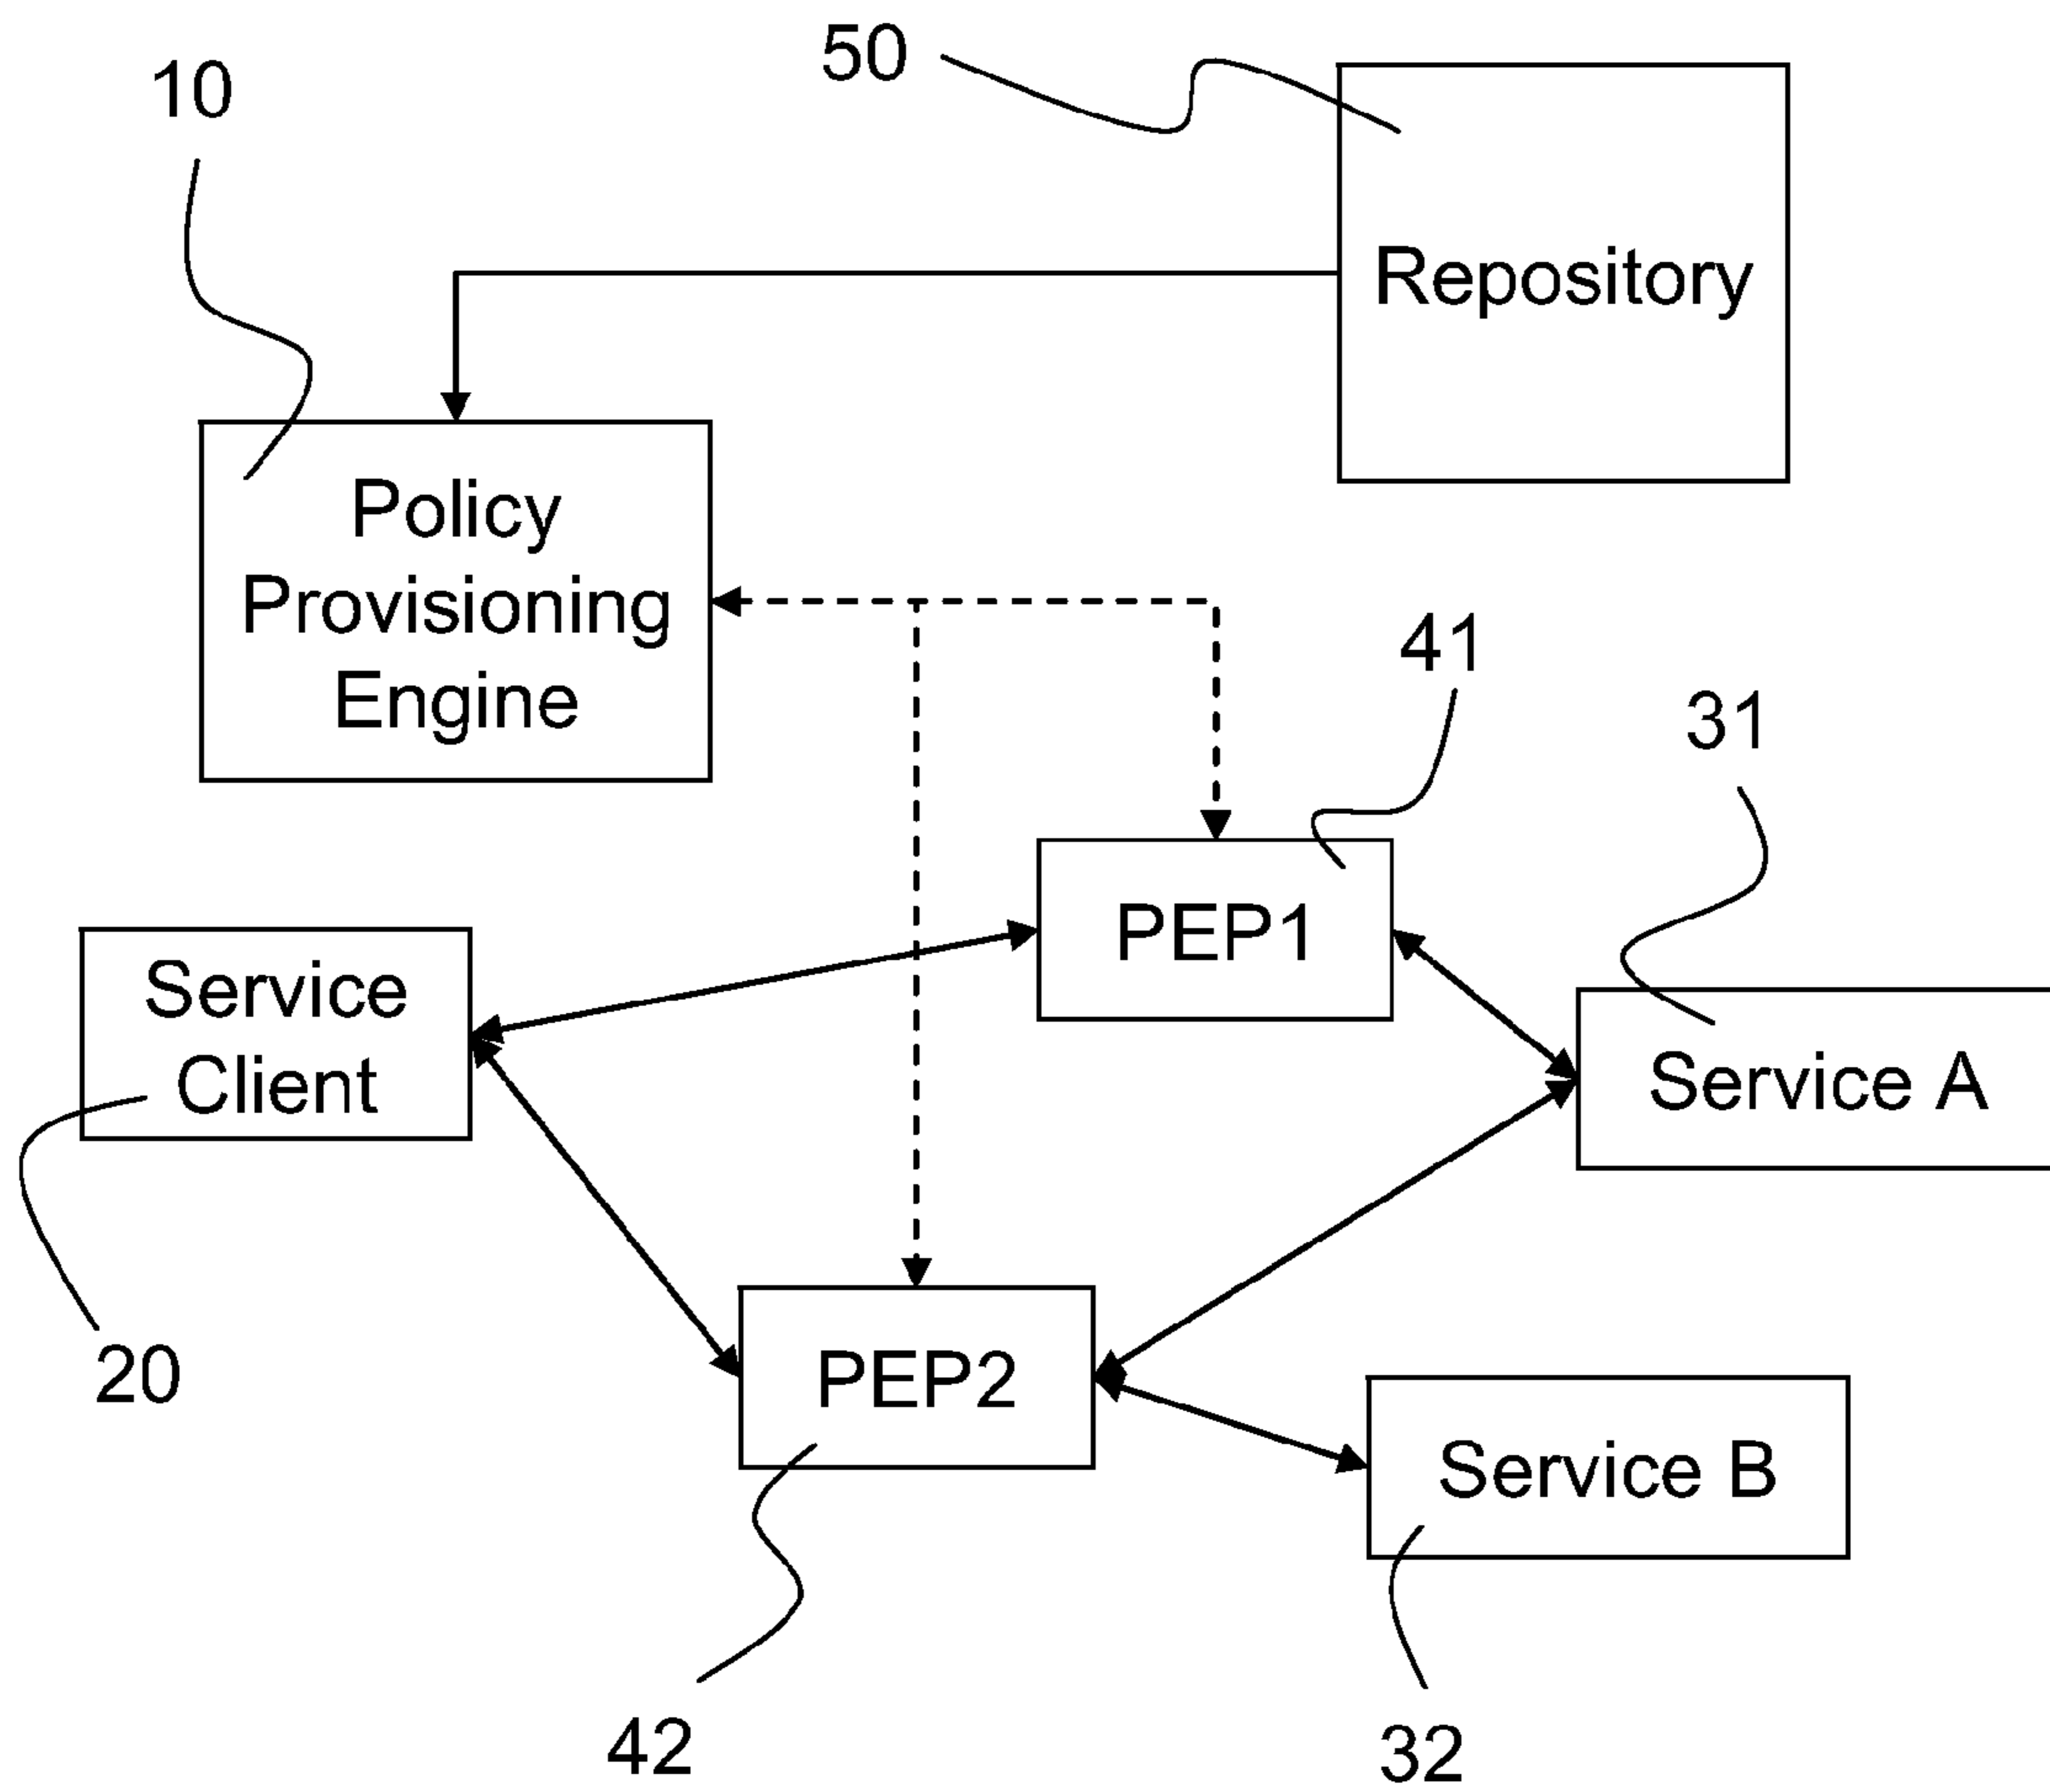 50
10
Repository
Policy
Provisioning
Engine
41
31
PEP1
Service
Client
Service A
20
PEP2
Service B
42
32